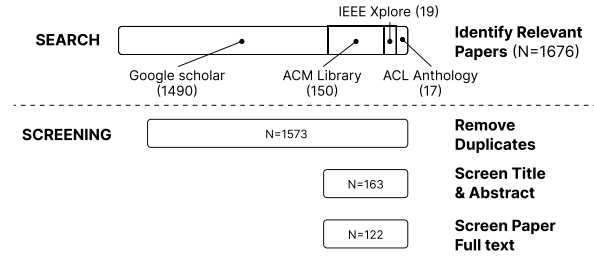 IEEE Xplore (19)
SEARCH
Identify Relevant
Papers (N=1676)
Google scholar
(1490)
ACM Library
(150)
ACL Anthology
(17)
SCREENING
N=1573
Remove
Duplicates
N=163
Screen Title
& Abstract
N=122
Screen Paper
Full text